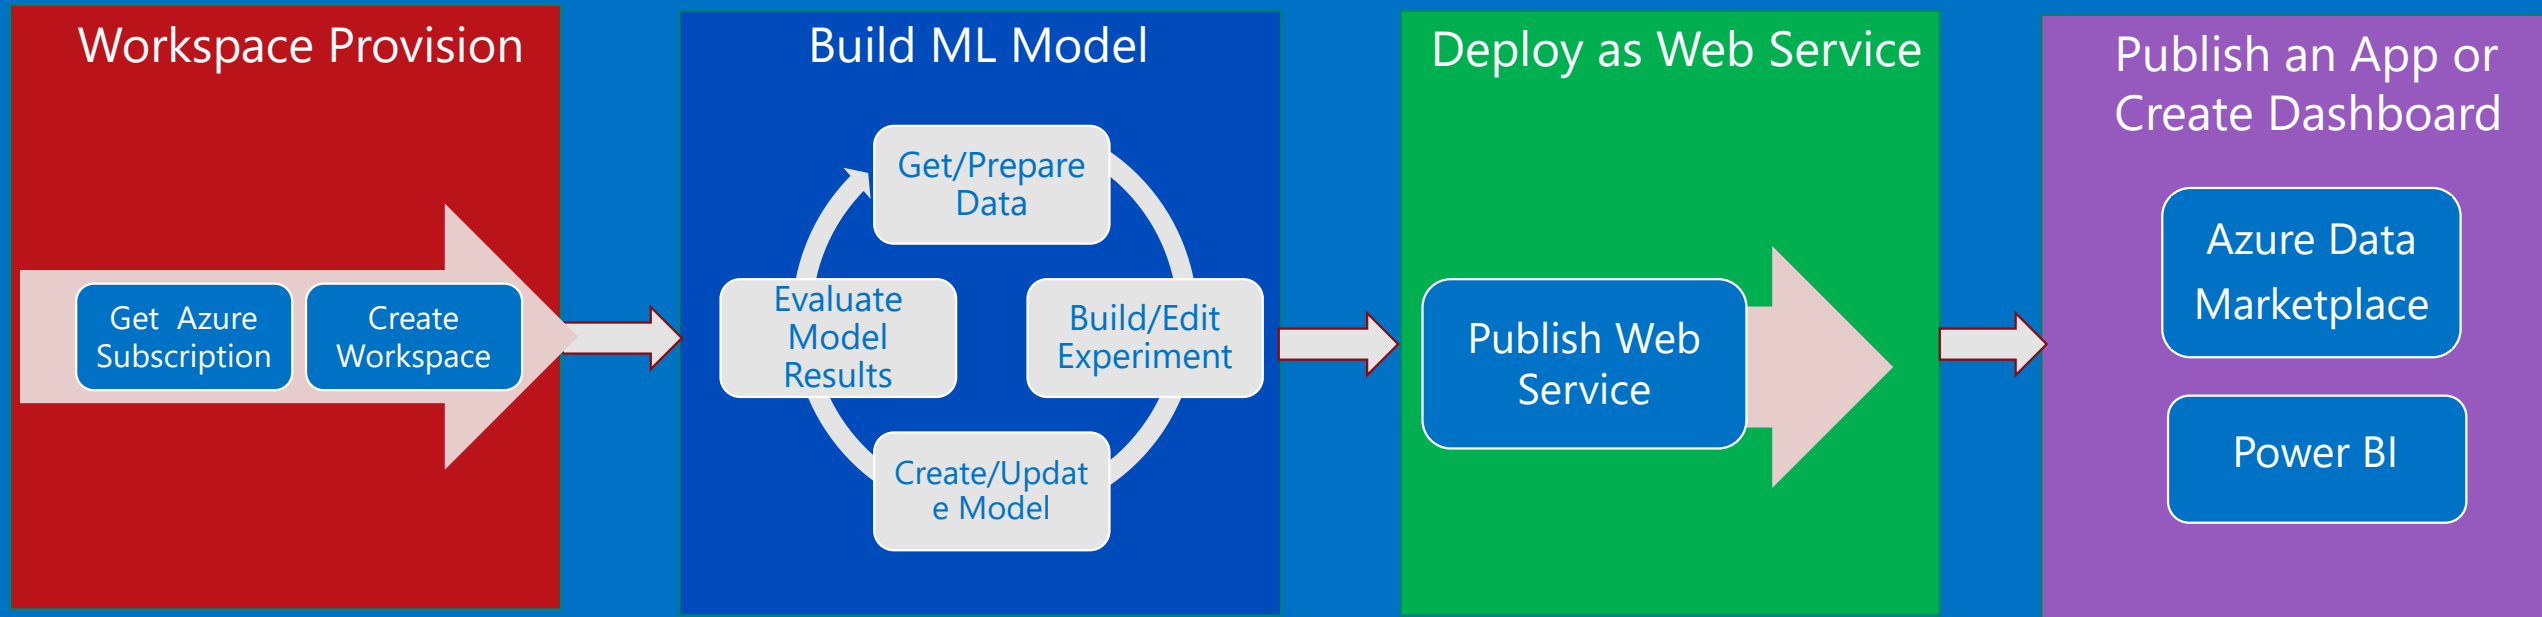 Workspace Provision
Get  Azure
Subscription
Create
Workspace
Build ML Model
Get/Prepare
Data
Build/Edit
Experiment
Create/Updat
e Model
Evaluate
Model
Results
Deploy as Web Service
Publish Web
Service
Publish an App or
Create Dashboard
Azure Data
Marketplace
Power BI